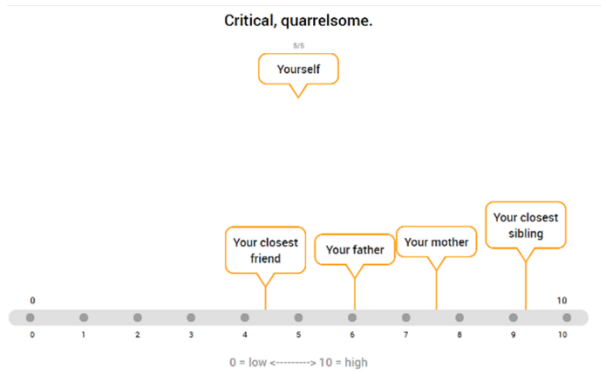 Critical, quarrelsome.
5/5
Yourself
Your closest
friend
Your father
Your mother
Your closest
sibling
0 10
0 1 2 3 4 5 6 7 8 9 10
0 = low <---------> 10 = high